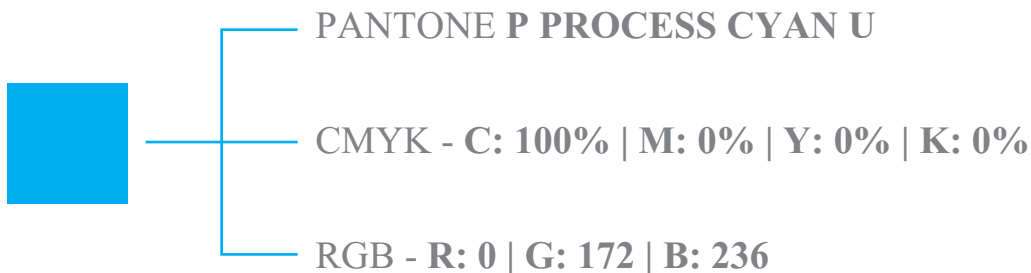 PANTONE P PROCESS CYAN U
CMYK - C: 100% | M: 0% | Y: 0% | K: 0%
RGB - R: 0 | G: 172 | B: 236